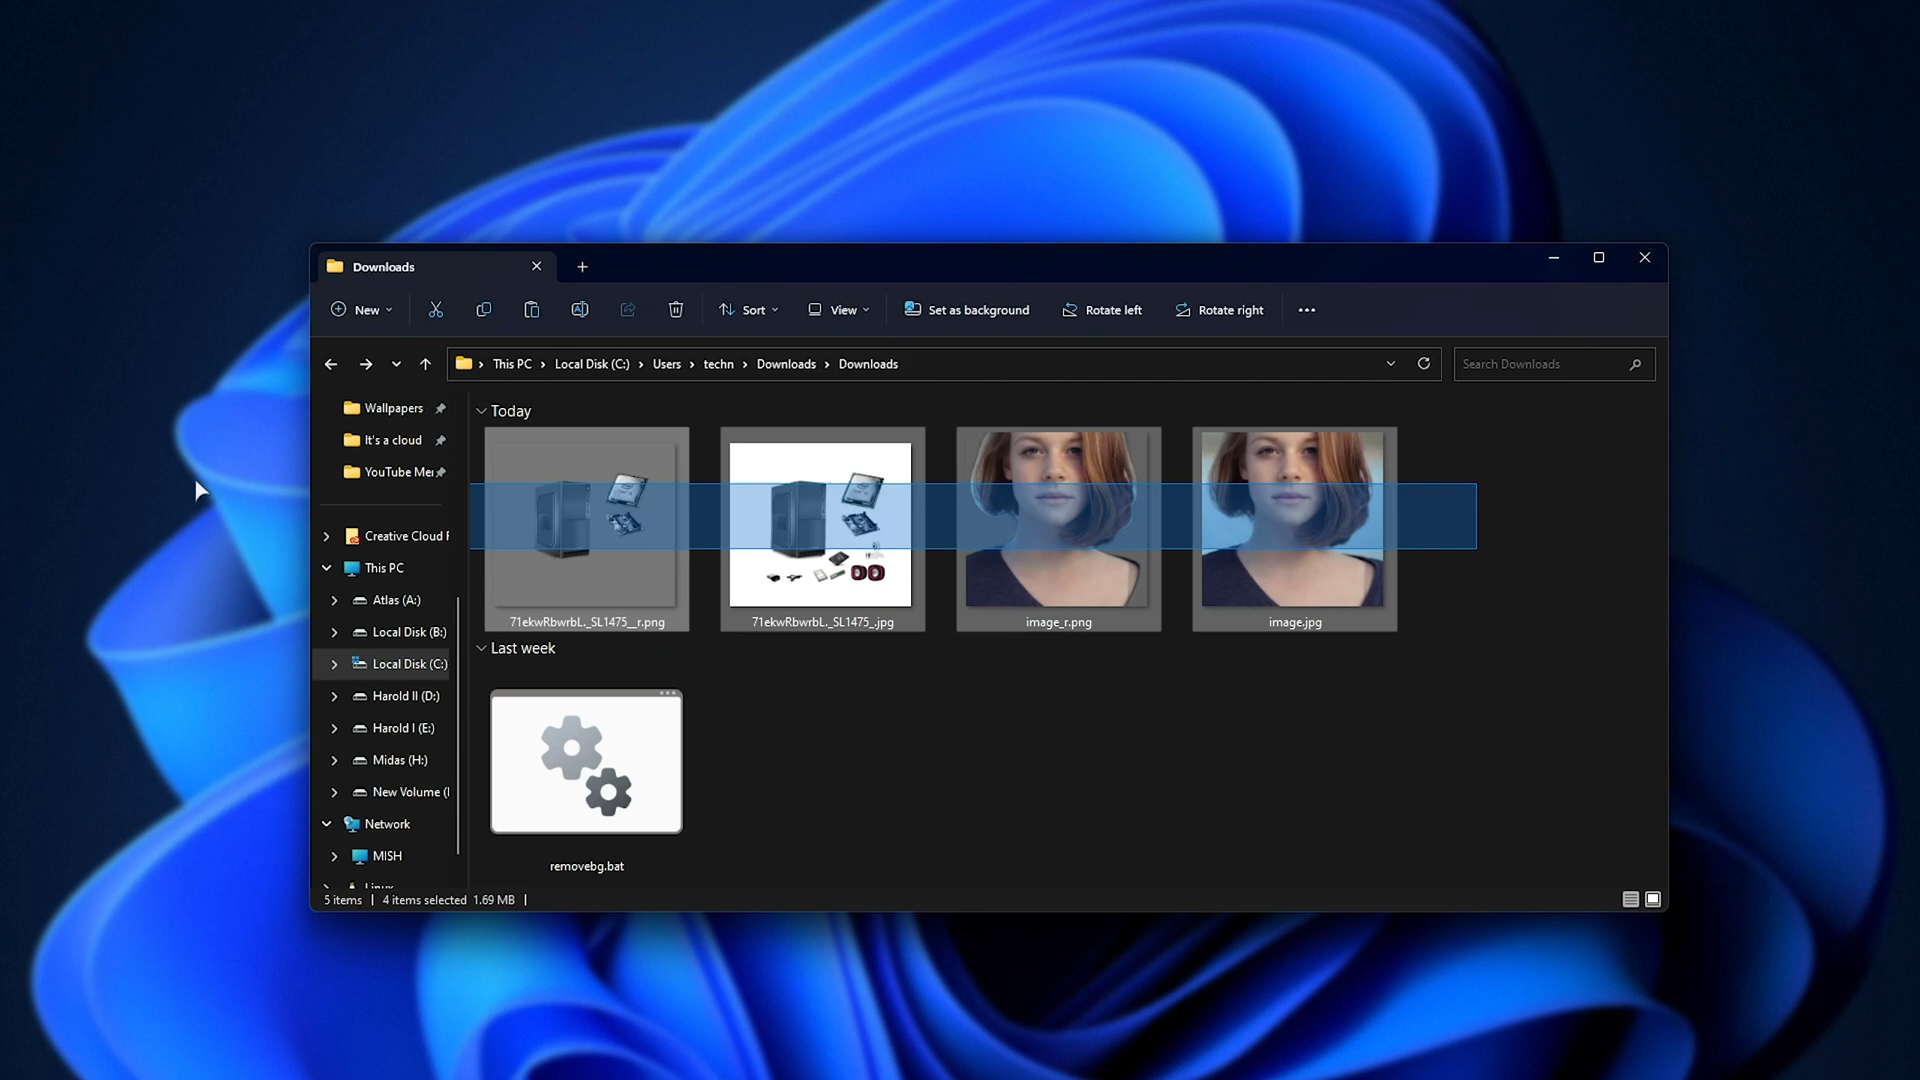 Downloads
New
Sort
View
Set as background
Rotate left
Rotate right
This PC
Local Disk (C:)
Users
techn
Downloads
Downloads
Search Downloads
Wallpapers
It's a cloud
YouTube Me
Creative Cloud F
This PC
Atlas (A:)
Local Disk (B:)
Local Disk (C:)
Harold II (D:)
Harold I (E:)
Midas (H:)
New Volume (
Network
MISH
Linux
Today
71ekwRbwrbL._SL1475__r.png
71ekwRbwrbL._SL1475_.jpg
image_r.png
image.jpg
Last week
removebg.bat
5 items
4 items selected 1.69 MB